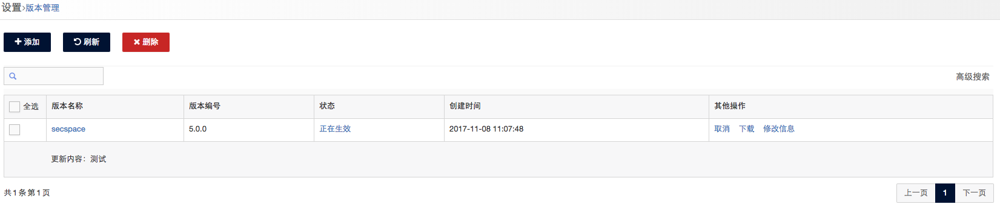 设置>版本管理
添加 刷新 删除
高级搜索
全选 版本名称 版本编号 状态 创建时间 其他操作
secspace 5.0.0 正在生效 2017-11-08 11:07:48 取消 下载 修改信息
更新内容：测试
共1条第1页 上一页 1 下一页